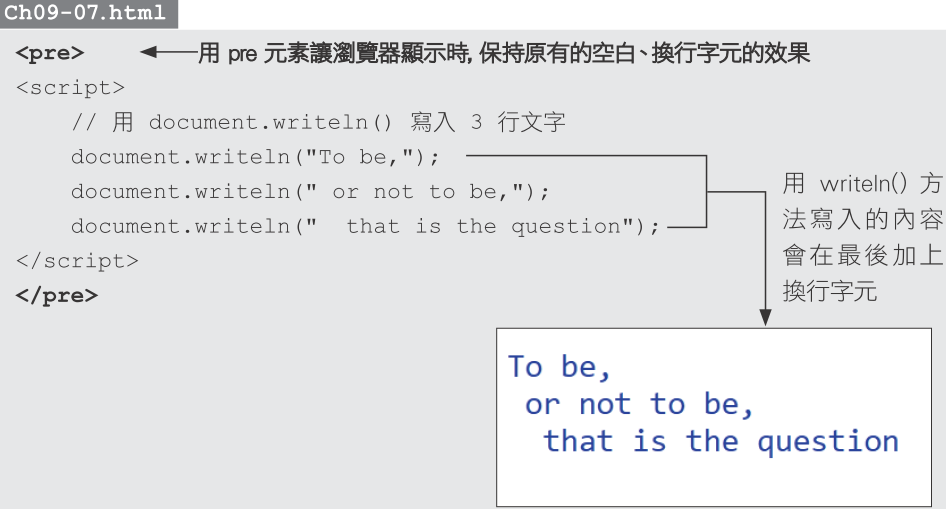 Ch09-07.html
<pre> 用 pre 元素讓瀏覽器顯示時, 保持原有的空白、換行字元的效果
<script>
    // 用 document.writeln() 寫入 3 行文字
    document.writeln("To be,");
    document.writeln(" or not to be,");
    document.writeln("  that is the question");
</script>
</pre>
用 writeln() 方
法寫入的內容
會在最後加上
換行字元
To be,
 or not to be,
  that is the question